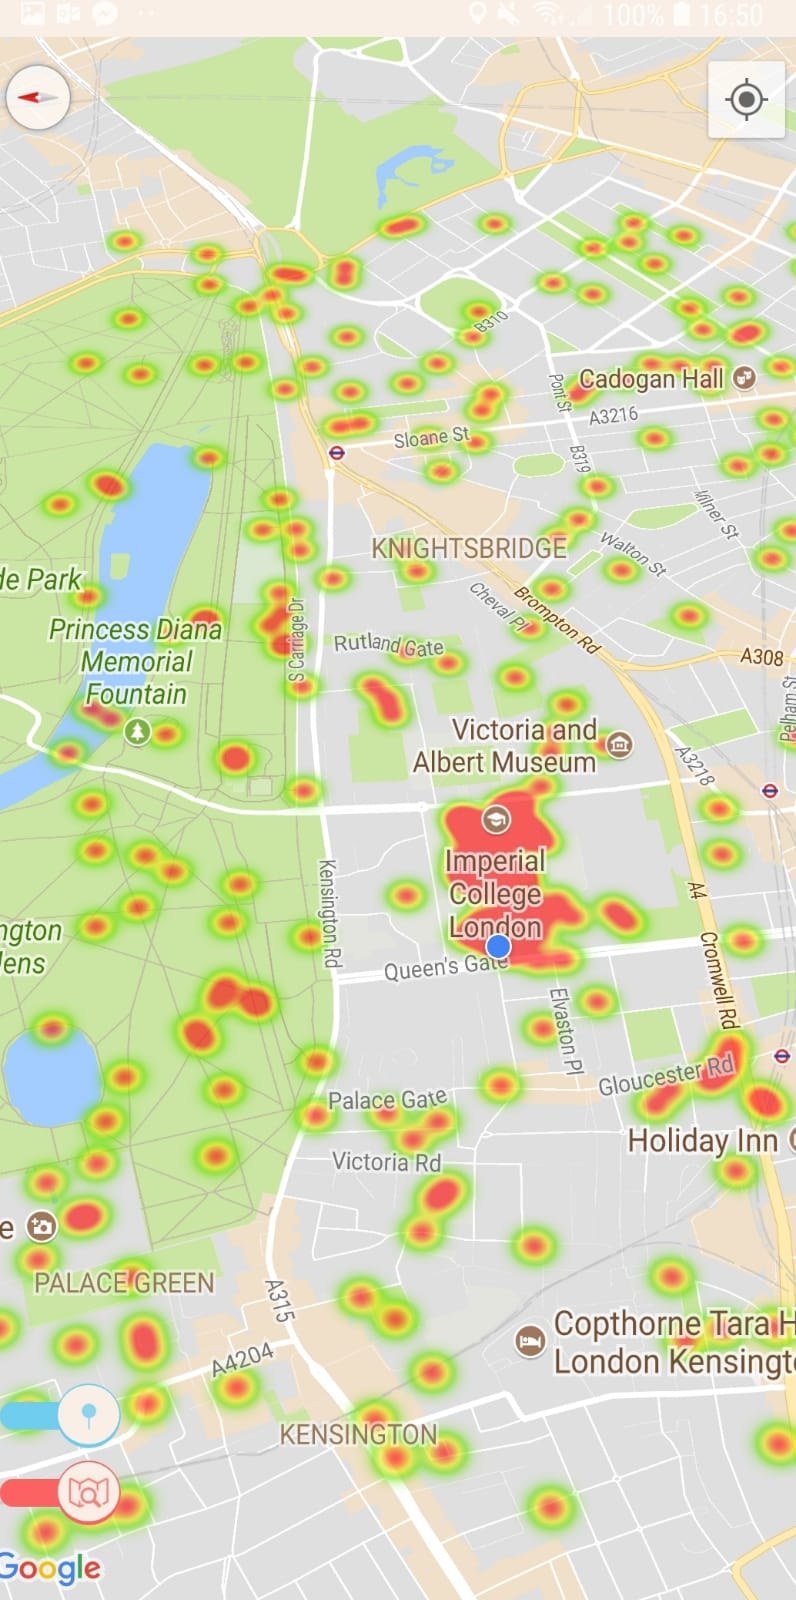 100% 16:50
B310
Cadogan Hall
Pont St
A3216
Sloane St
B319
Milner St
KNIGHTSBRIDGE
Walton St
de Park
Cheval Pl
Brompton Rd
Princess Diana
Memorial
Fountain
S Carriage Dr
Rutland Gate
A308
Pelham St
Victoria and
Albert Museum
A3218
Imperial
College
London
Kensington Rd
A4
ngton
dens
Queen's Gate
Cromwell Rd
Elvaston Pl
Gloucester Rd
Palace Gate
Holiday Inn
Victoria Rd
e
PALACE GREEN
A315
Copthorne Tara H
London Kensingt
A4204
KENSINGTON
Google